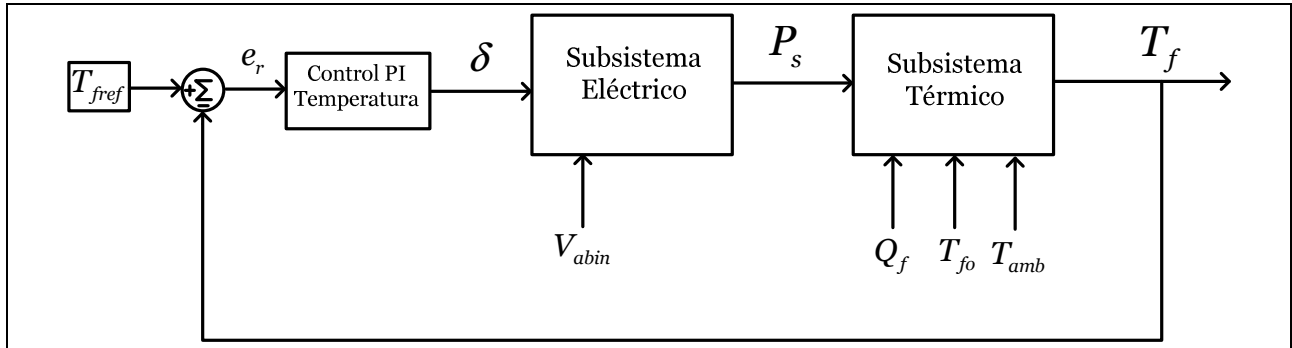 T_fref
+
Σ
−
e_r
Control PI
Temperatura
δ
Subsistema
Eléctrico
V_abin
P_s
Subsistema
Térmico
Q_f
T_fo
T_amb
T_f